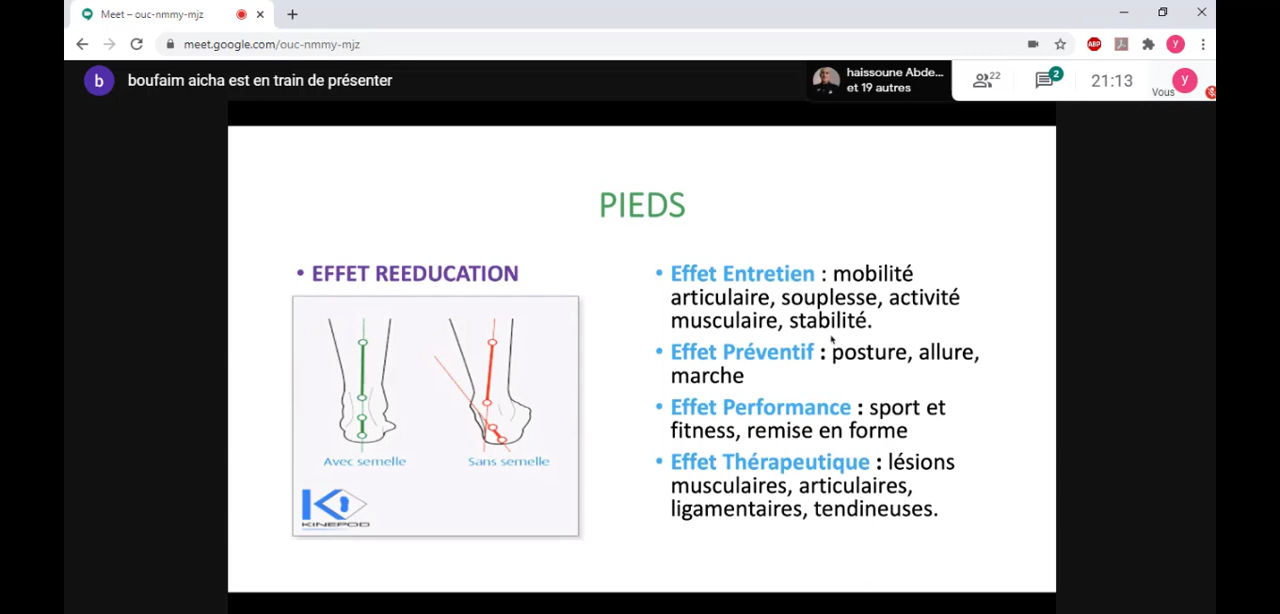 Meet – ouc-nmmy-mjz
meet.google.com/ouc-nmmy-mjz
ABP
y
b
boufaim aicha est en train de présenter
haissoune Abde...
et 19 autres
22
2
21:13
Vous
y
PIEDS
• EFFET REEDUCATION
Avec semelle
Sans semelle
K
KINEPOD
• Effet Entretien : mobilité
articulaire, souplesse, activité
musculaire, stabilité.
• Effet Préventif : posture, allure,
marche
• Effet Performance : sport et
fitness, remise en forme
• Effet Thérapeutique : lésions
musculaires, articulaires,
ligamentaires, tendineuses.